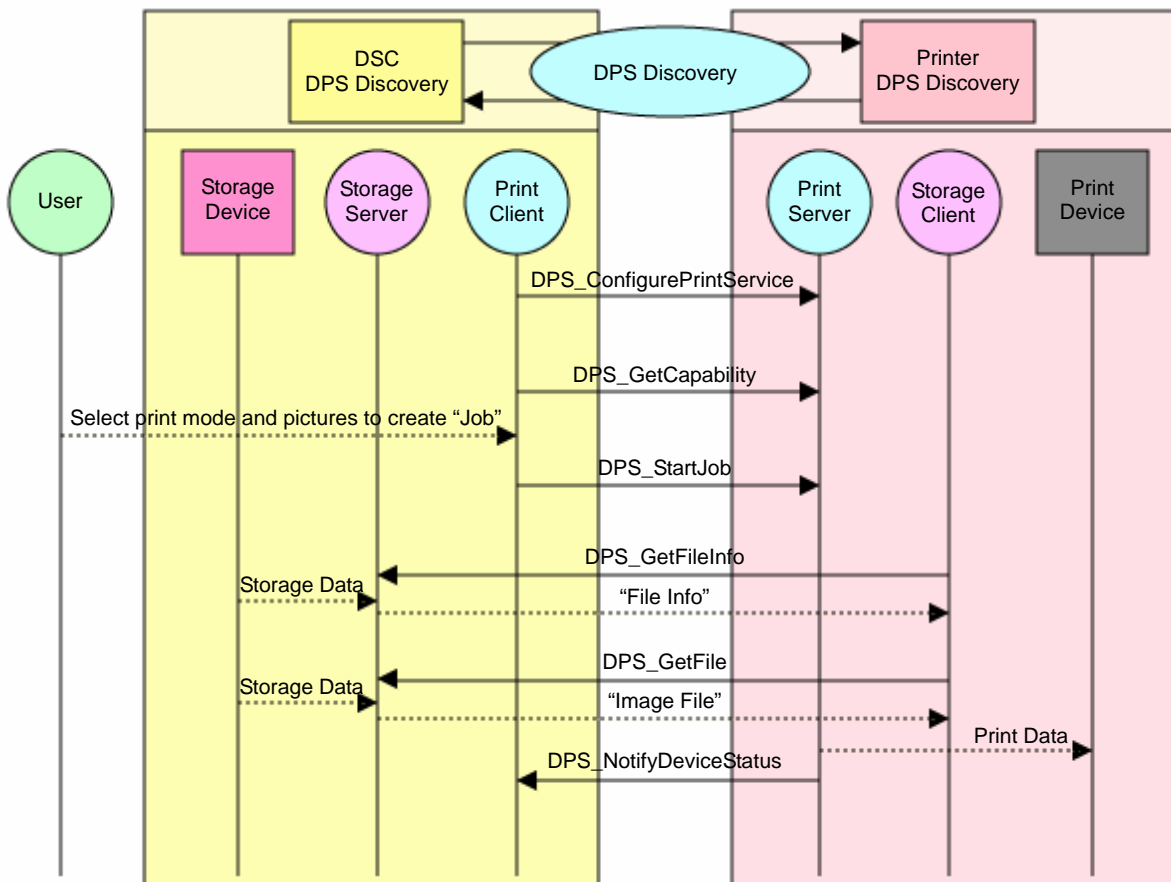 DSC
DPS Discovery
DPS Discovery
Printer
DPS Discovery
User
Storage
Device
Storage
Server
Print
Client
Print
Server
Storage
Client
Print
Device
DPS_ConfigurePrintService
DPS_GetCapability
Select print mode and pictures to create “Job”
DPS_StartJob
DPS_GetFileInfo
Storage Data
“File Info”
DPS_GetFile
Storage Data
“Image File”
Print Data
DPS_NotifyDeviceStatus